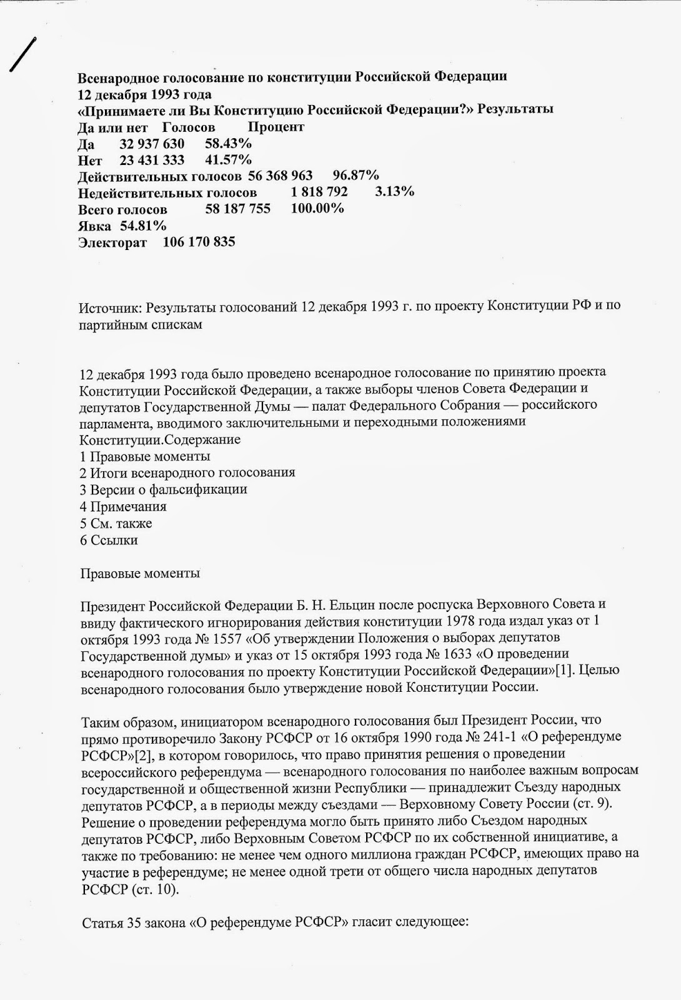 Всенародное голосование по конституции Российской Федерации
12 декабря 1993 года
«Принимаете ли Вы Конституцию Российской Федерации?» Результаты
Да или нет Голосов Процент
Да 32 937 630 58.43%
Нет 23 431 333 41.57%
Действительных голосов 56 368 963 96.87%
Недействительных голосов 1 818 792 3.13%
Всего голосов 58 187 755 100.00%
Явка 54.81%
Электорат 106 170 835
Источник: Результаты голосований 12 декабря 1993 г. по проекту Конституции РФ и по
партийным спискам
12 декабря 1993 года было проведено всенародное голосование по принятию проекта
Конституции Российской Федерации, а также выборы членов Совета Федерации и
депутатов Государственной Думы — палат Федерального Собрания — российского
парламента, вводимого заключительными и переходными положениями
Конституции.Содержание
1 Правовые моменты
2 Итоги всенародного голосования
3 Версии о фальсификации
4 Примечания
5 См. также
6 Ссылки
Правовые моменты
Президент Российской Федерации Б. Н. Ельцин после роспуска Верховного Совета и
ввиду фактического игнорирования действия конституции 1978 года издал указ от 1
октября 1993 года № 1557 «Об утверждении Положения о выборах депутатов
Государственной думы» и указ от 15 октября 1993 года № 1633 «О проведении
всенародного голосования по проекту Конституции Российской Федерации»[1]. Целью
всенародного голосования было утверждение новой Конституции России.
Таким образом, инициатором всенародного голосования был Президент России, что
прямо противоречило Закону РСФСР от 16 октября 1990 года № 241-1 «О референдуме
РСФСР»[2], в котором говорилось, что право принятия решения о проведении
всероссийского референдума — всенародного голосования по наиболее важным вопросам
государственной и общественной жизни Республики — принадлежит Съезду народных
депутатов РСФСР, а в периоды между съездами — Верховному Совету России (ст. 9).
Решение о проведении референдума могло быть принято либо Съездом народных
депутатов РСФСР, либо Верховным Советом РСФСР по их собственной инициативе, а
также по требованию: не менее чем одного миллиона граждан РСФСР, имеющих право на
участие в референдуме; не менее одной трети от общего числа народных депутатов
РСФСР (ст. 10).
Статья 35 закона «О референдуме РСФСР» гласит следующее: